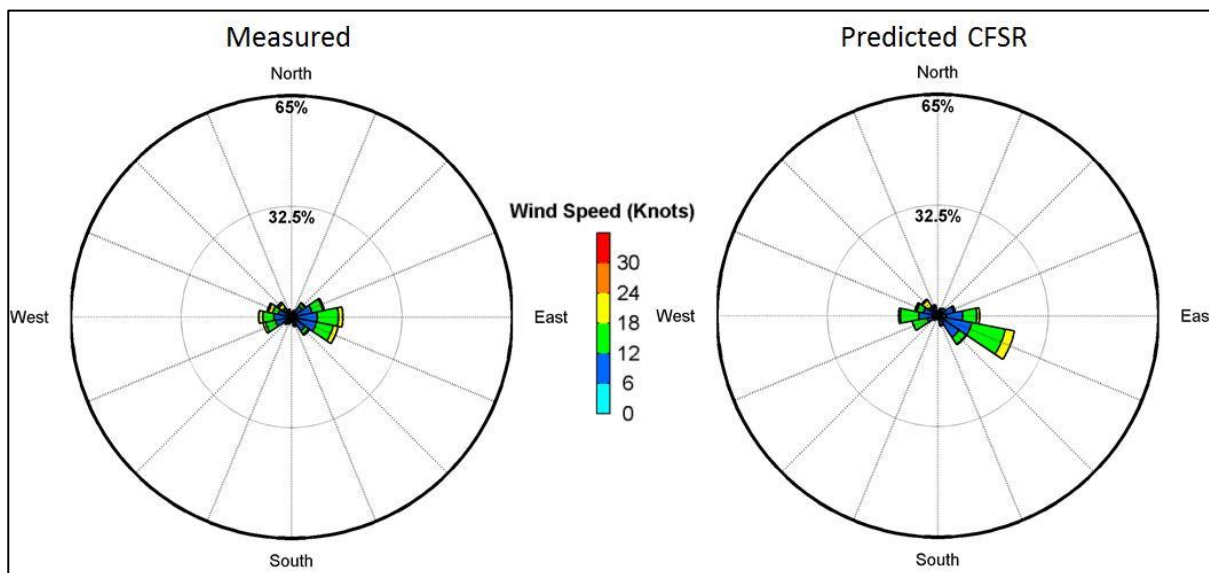 Measured
Predicted CFSR
North
65%
32.5%
West
East
South
Wind Speed (Knots)
30
24
18
12
6
0
North
65%
32.5%
West
East
South